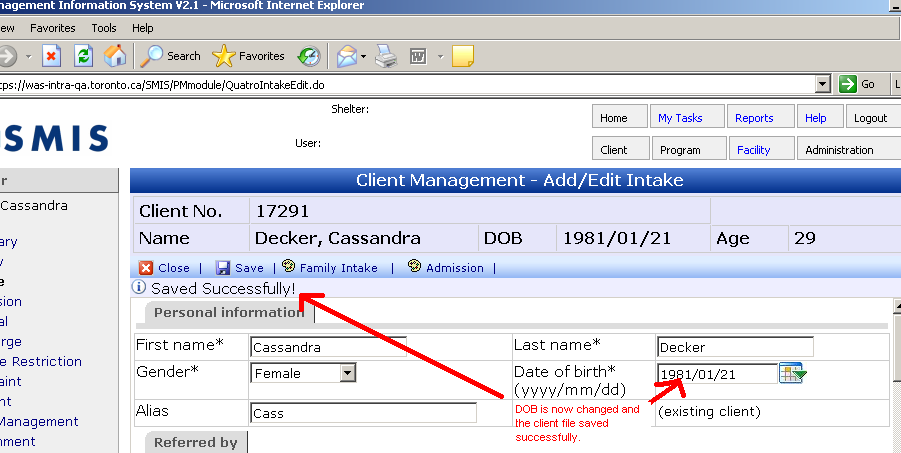 nagement Information System V2.1 - Microsoft Internet Explorer
ew Favorites Tools Help
Search Favorites
tps://was-intra-qa.toronto.ca/SMIS/PMmodule/QuatroIntakeEdit.do Go L
Shelter:
Home My Tasks Reports Help Logout
SMIS
User:
Client Program Facility Administration
r
Client Management - Add/Edit Intake
Cassandra
Client No. 17291
Name Decker, Cassandra DOB 1981/01/21 Age 29
ary
y
Close | Save | Family Intake | Admission |
e
Saved Successfully!
sion
Personal information
al
rge
First name* Cassandra Last name* Decker
e Restriction
Gender* Female Date of birth* 1981/01/21
(yyyy/mm/dd)
aint
nt
Alias Cass (existing client)
DOB is now changed and
the client file saved
successfully.
Management
nment
Referred by